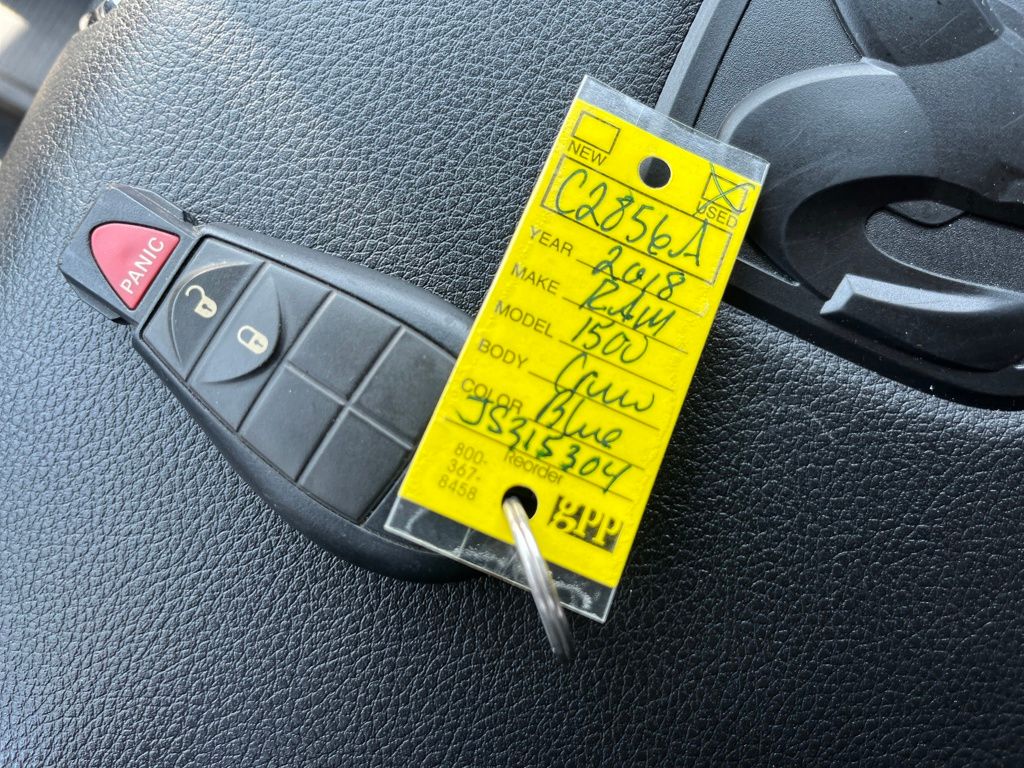 PANIC
NEW
USED
C2856A
YEAR 2018
MAKE RAM
MODEL 1500
BODY Crew
COLOR Blue
JS315304
800-
367-
8458
Reorder
gpp